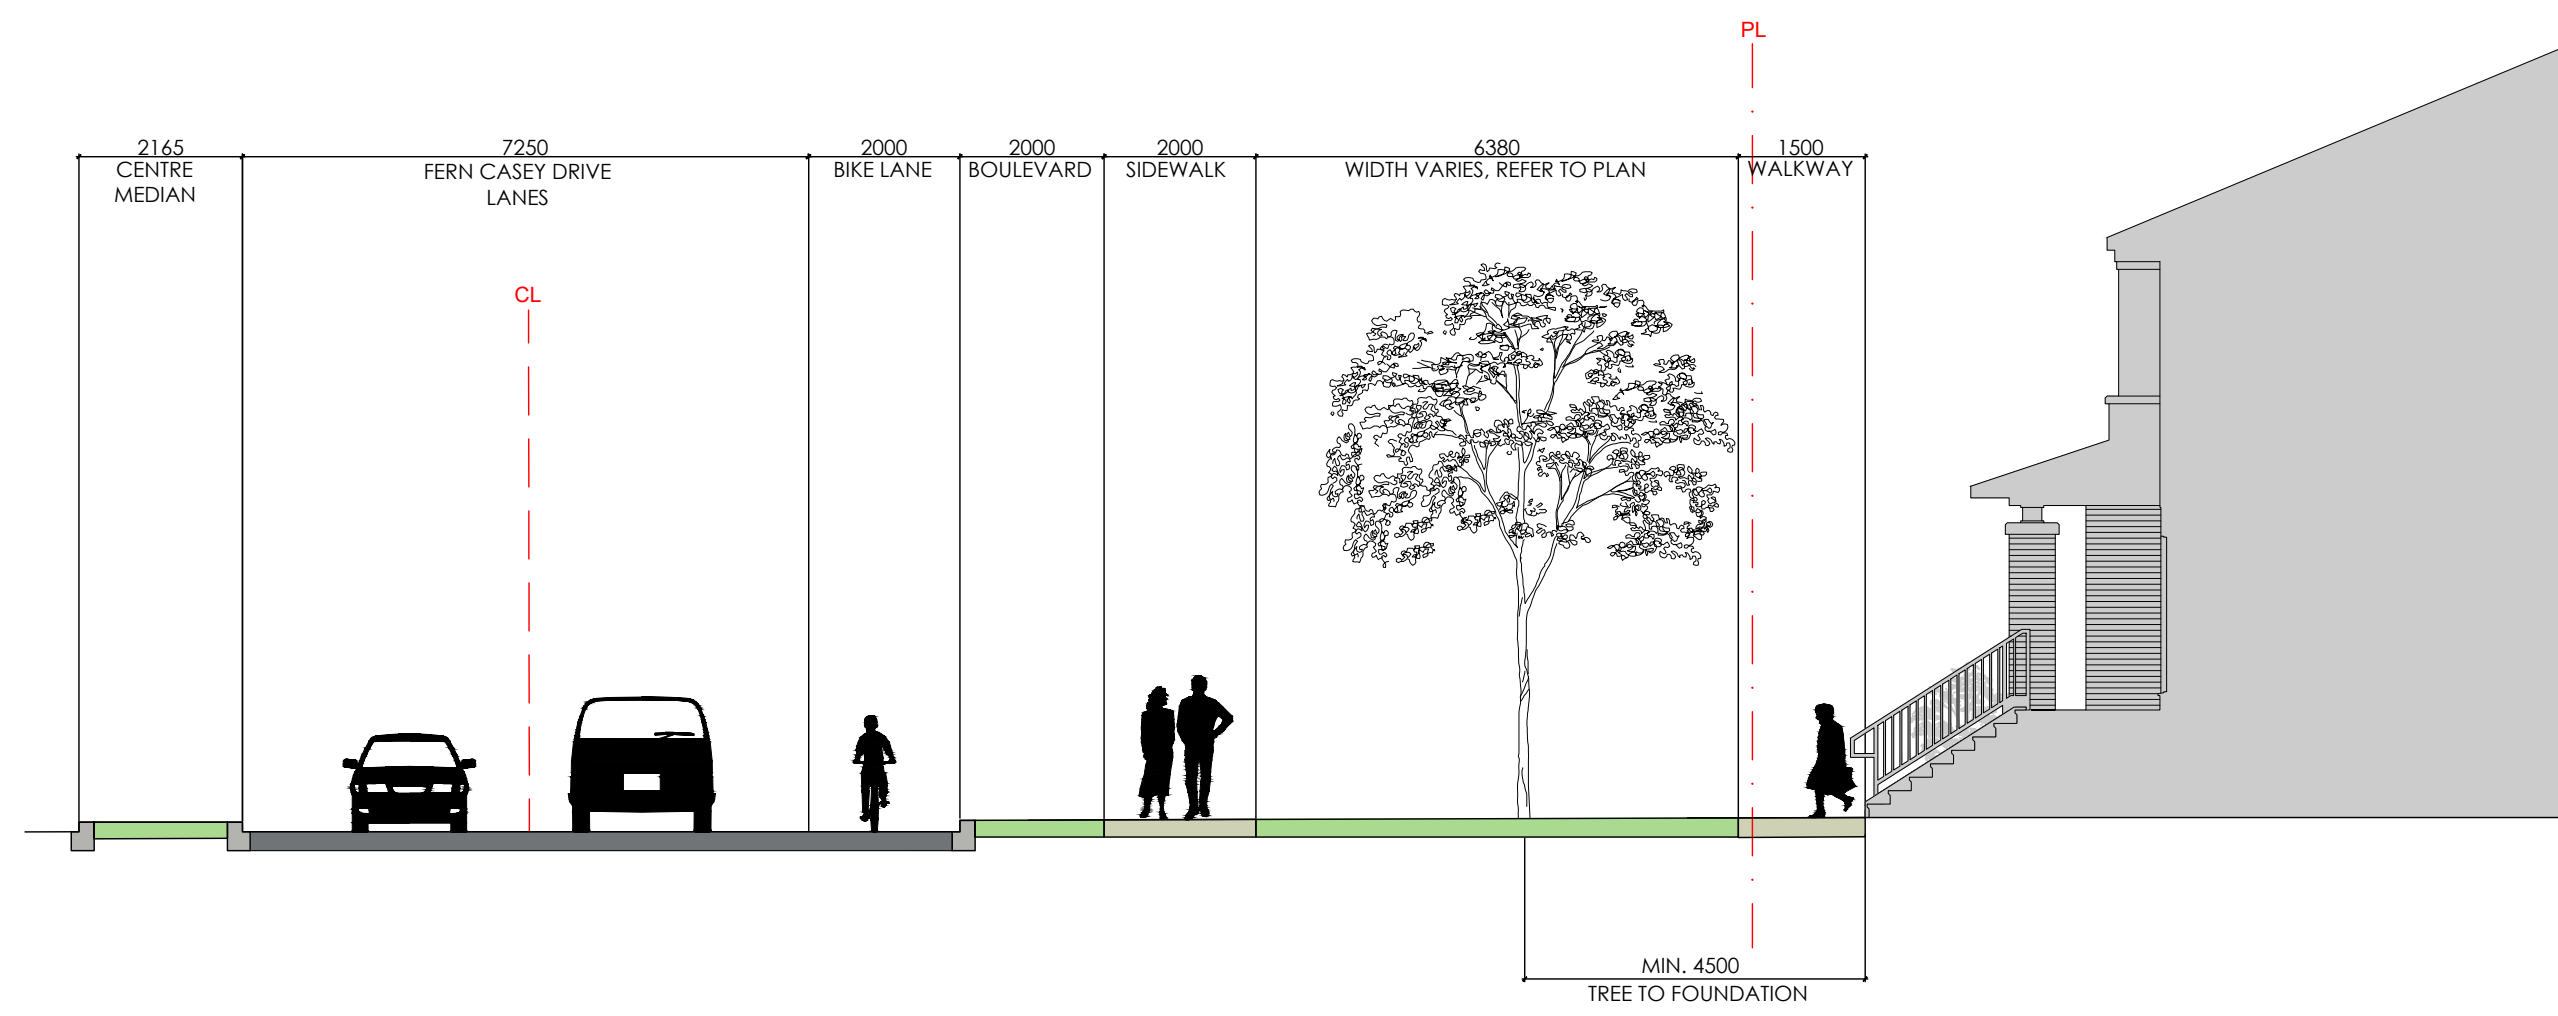 PL
2165
7250
2000
2000
2000
6380
1500
CENTRE
MEDIAN
FERN CASEY DRIVE
LANES
BIKE LANE
BOULEVARD
SIDEWALK
WIDTH VARIES, REFER TO PLAN
WALKWAY
CL
MIN. 4500
TREE TO FOUNDATION